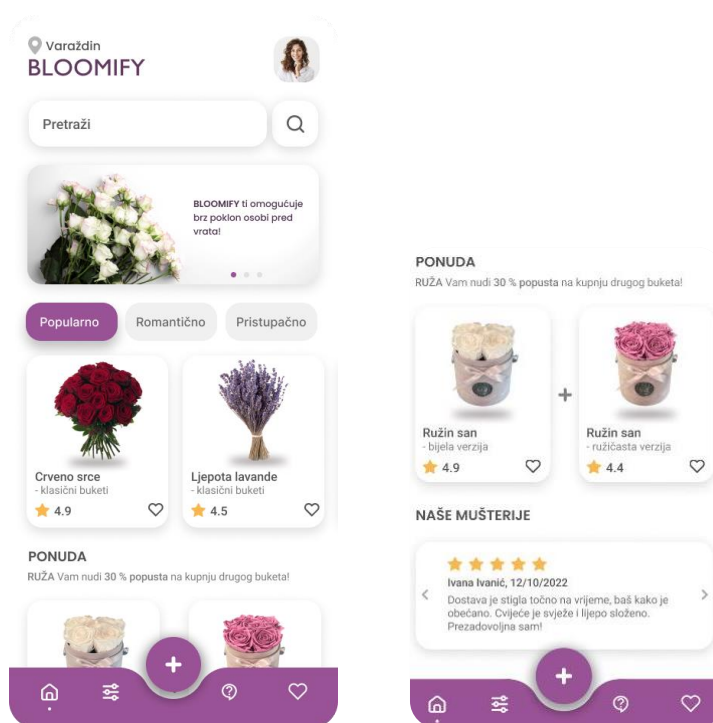 Varaždin
BLOOMIFY
Pretraži
BLOOMIFY ti omogućuje
brz poklon osobi pred
vrata!
Popularno
Romantično
Pristupačno
Crveno srce
- klasični buketi
4.9
Ljepota lavande
- klasični buketi
4.5
PONUDA
RUŽA Vam nudi 30 % popusta na kupnju drugog buketa!
PONUDA
RUŽA Vam nudi 30 % popusta na kupnju drugog buketa!
Ružin san
- bijela verzija
4.9
+
Ružin san
- ružičasta verzija
4.4
NAŠE MUŠTERIJE
Ivana Ivanić, 12/10/2022
Dostava je stigla točno na vrijeme, baš kako je
obećano. Cvijeće je svježe i lijepo složeno.
Prezadovoljna sam!